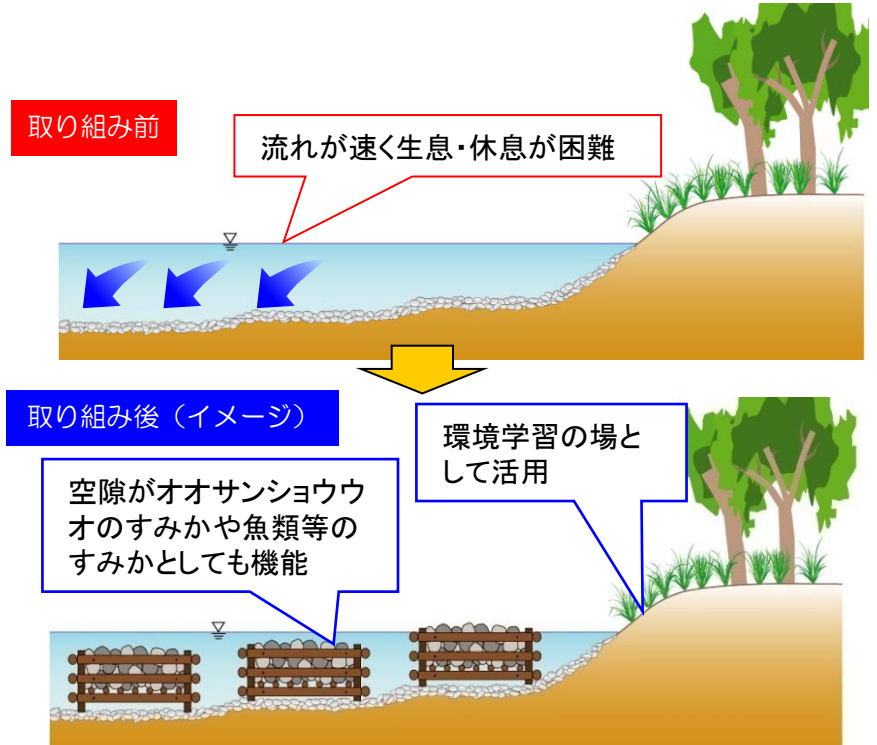 取り組み前
流れが速く生息・休息が困難
取り組み後（イメージ）
環境学習の場と
して活用
空隙がオオサンショウウ
オのすみかや魚類等の
すみかとしても機能